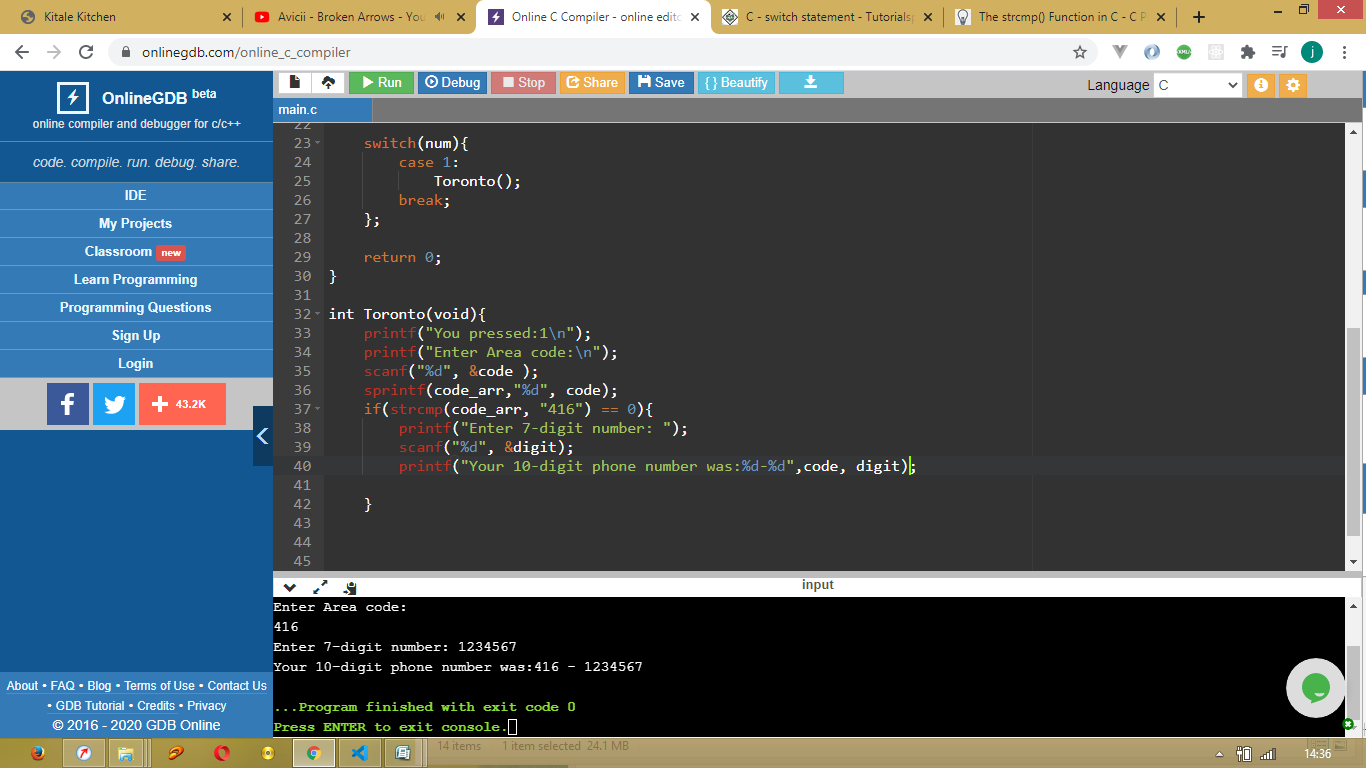 Kitale Kitchen
Avicii - Broken Arrows - You
Online C Compiler - online edito
C - switch statement - Tutorialsp
The strcmp() Function in C - C P
onlinegdb.com/online_c_compiler
j
OnlineGDB beta
online compiler and debugger for c/c++
code. compile. run. debug. share.
IDE
My Projects
Classroom new
Learn Programming
Programming Questions
Sign Up
Login
43.2K
About • FAQ • Blog • Terms of Use • Contact Us
• GDB Tutorial • Credits • Privacy
© 2016 - 2020 GDB Online
Run Debug Stop Share Save { } Beautify
Language C
main.c
22
23 switch(num){
24 case 1:
25 Toronto();
26 break;
27 };
28
29 return 0;
30 }
31
32 int Toronto(void){
33 printf("You pressed:1\n");
34 printf("Enter Area code:\n");
35 scanf("%d", &code );
36 sprintf(code_arr,"%d", code);
37 if(strcmp(code_arr, "416") == 0){
38 printf("Enter 7-digit number: ");
39 scanf("%d", &digit);
40 printf("Your 10-digit phone number was:%d-%d",code, digit);
41
42 }
43
44
45
input
Enter Area code:
416
Enter 7-digit number: 1234567
Your 10-digit phone number was:416 - 1234567
...Program finished with exit code 0
Press ENTER to exit console.
14 items 1 item selected 24.1 MB
14:36